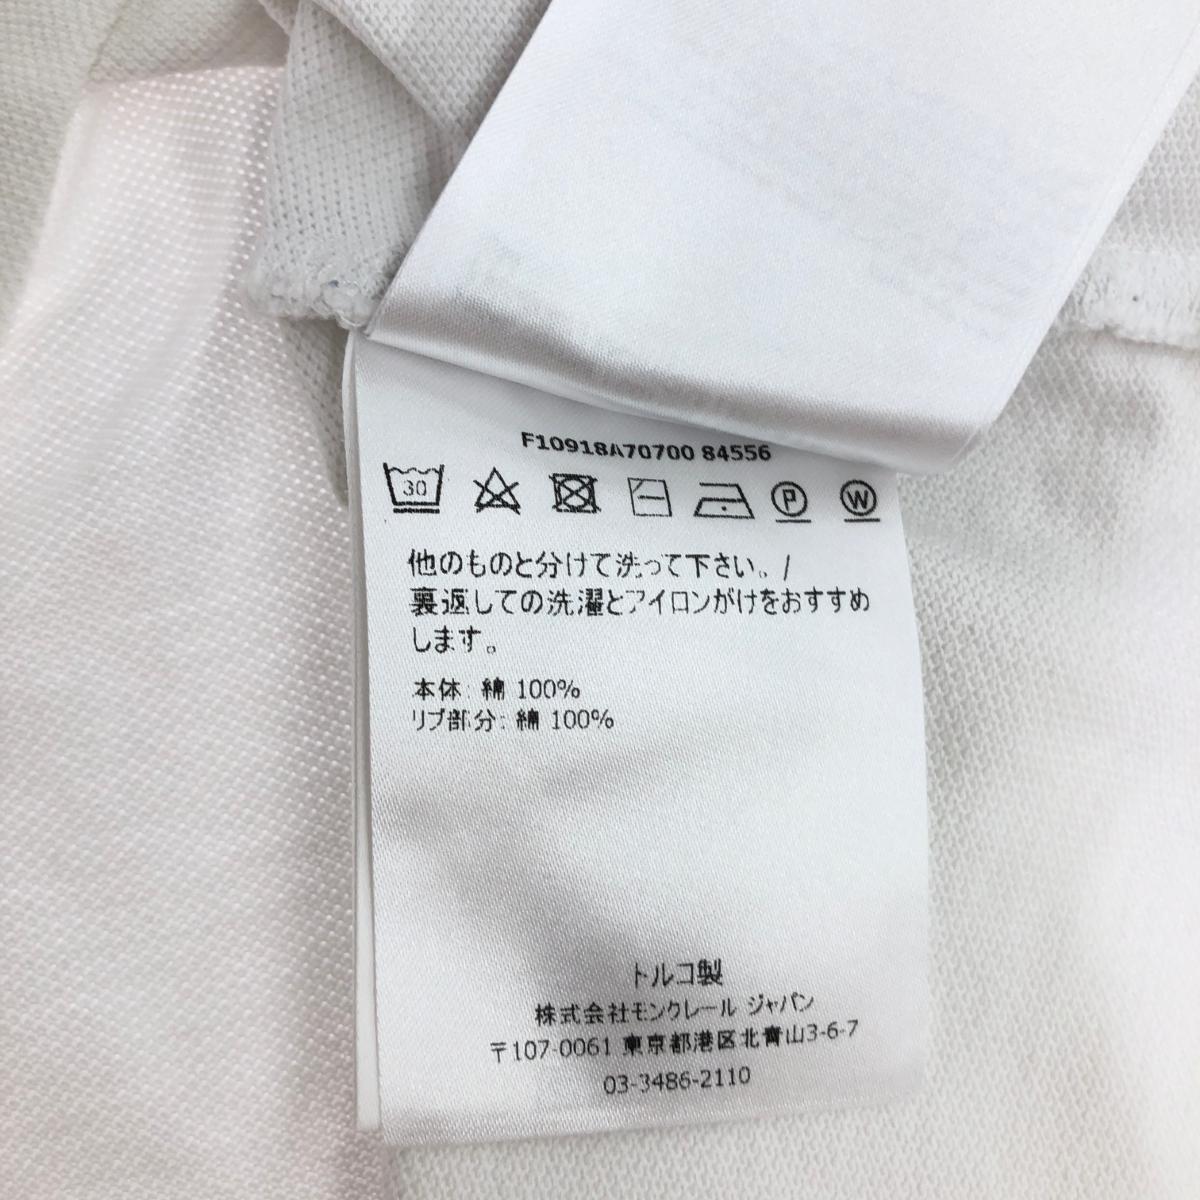 F10918A70700 84556
30 P W
他のものと分けて洗って下さい。/
裏返しての洗濯とアイロンがけをおすすめ
します。
本体: 綿 100%
リブ部分: 綿 100%
トルコ製
株式会社モンクレール ジャパン
〒107-0061 東京都港区北青山3-6-7
03-3486-2110